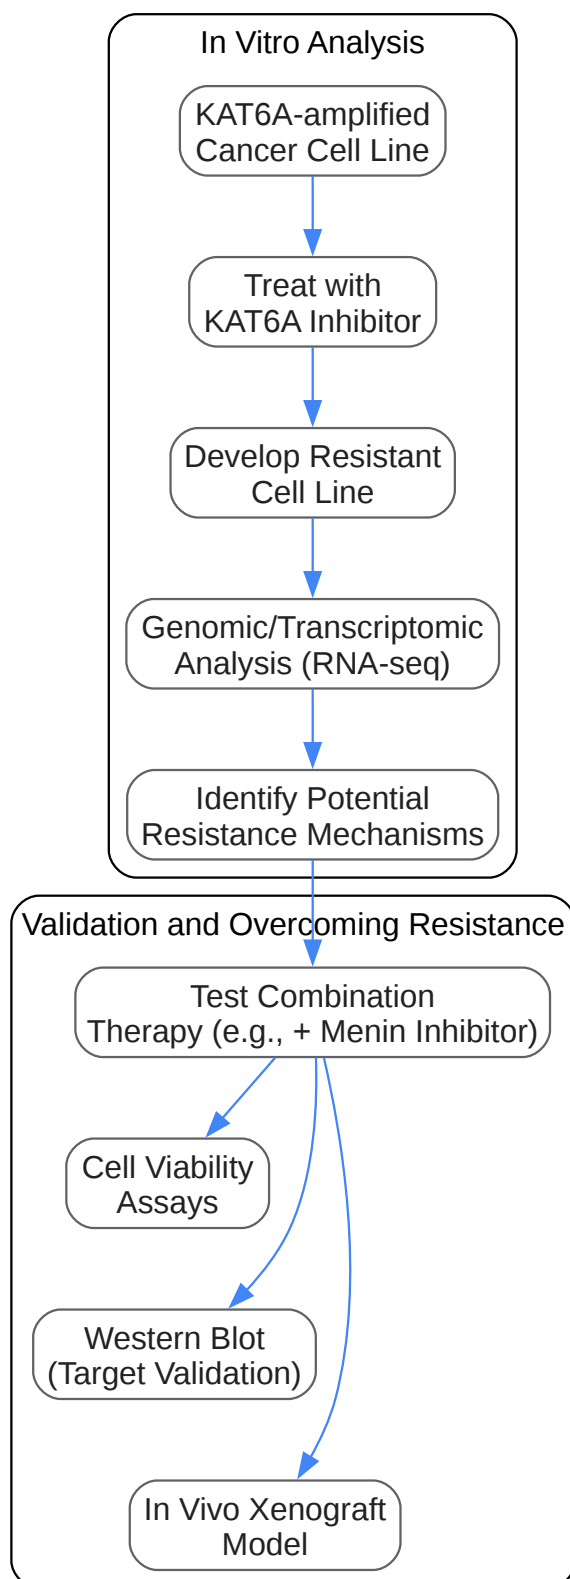 In Vitro Analysis
KAT6A-amplified
Cancer Cell Line
Treat with
KAT6A Inhibitor
Develop Resistant
Cell Line
Genomic/Transcriptomic
Analysis (RNA-seq)
Identify Potential
Resistance Mechanisms
Validation and Overcoming Resistance
Test Combination
Therapy (e.g., + Menin Inhibitor)
Cell Viability
Assays
Western Blot
(Target Validation)
In Vivo Xenograft
Model